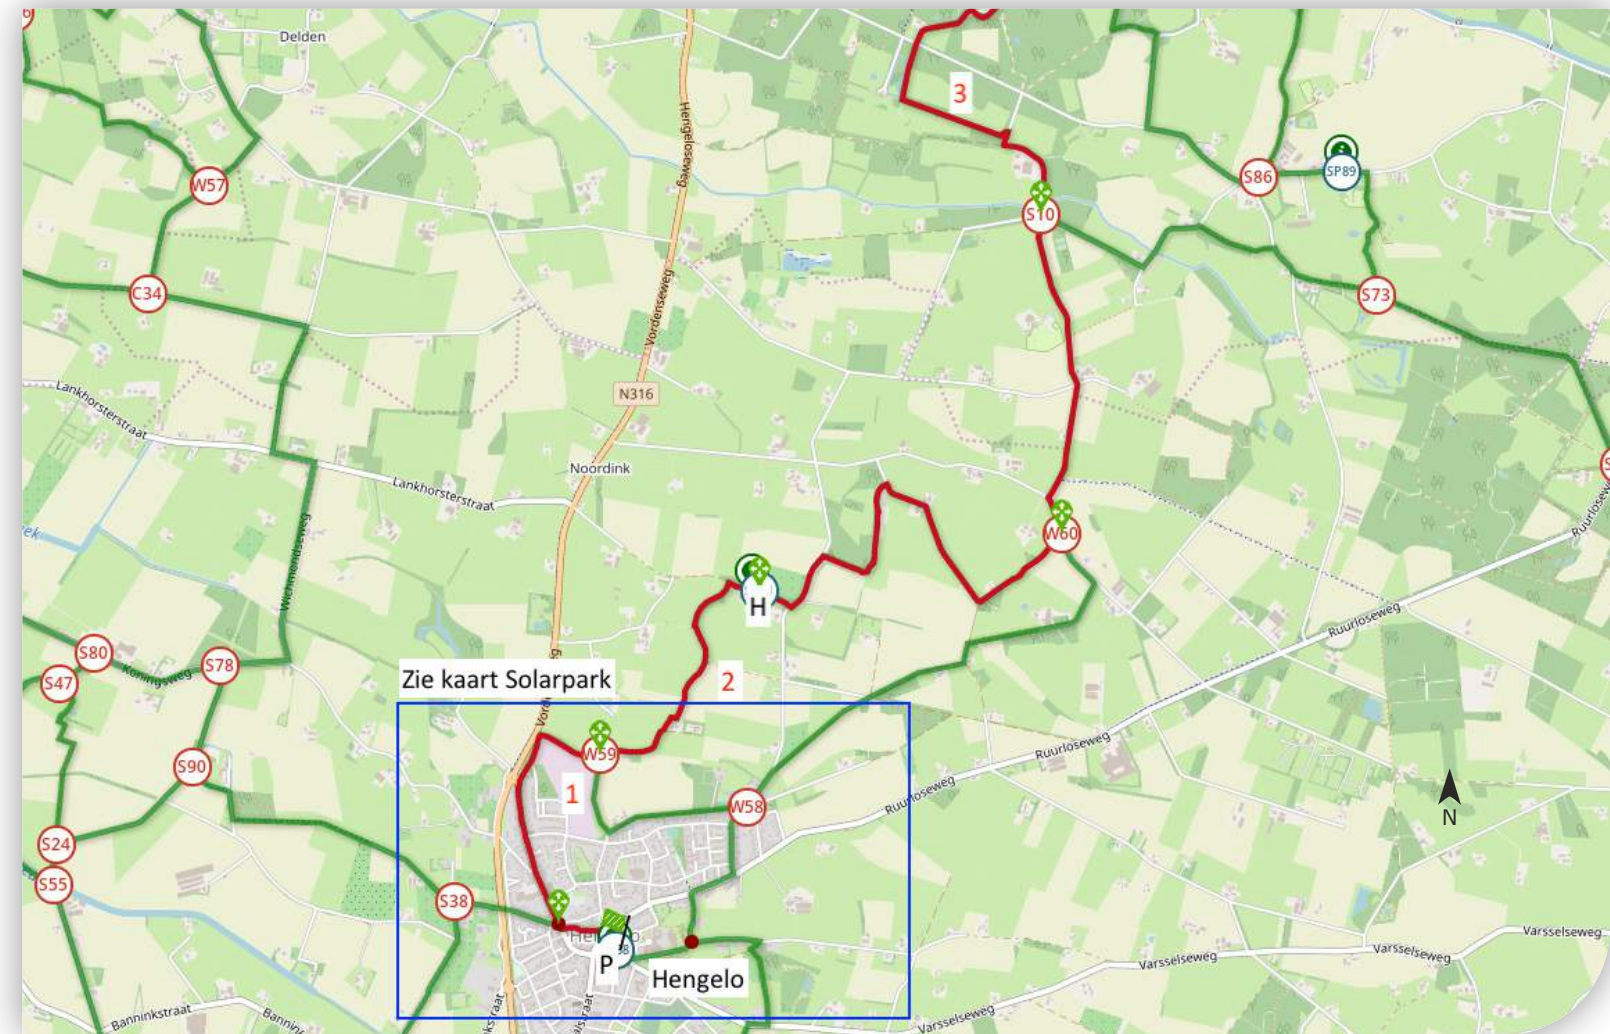 Delden
3
Hengeloseweg
W57
S86
SP89
S10
C34
S73
Vordenseweg
N316
Lankhorsterstraat
Noordink
Lankhorsterstraat
Ruurlosew
W60
Wichmondseweg
H
Ruurloseweg
S80
S78
Koningsweg
S47
Zie kaart Solarpark
2
W59
Ruurloseweg
S90
1
W58
Ruurloseweg
N
S24
S55
S38
P
Hengelo
Varsselseweg
Varsselseweg
Varsselseweg
Banninkstraat
Varsselseweg